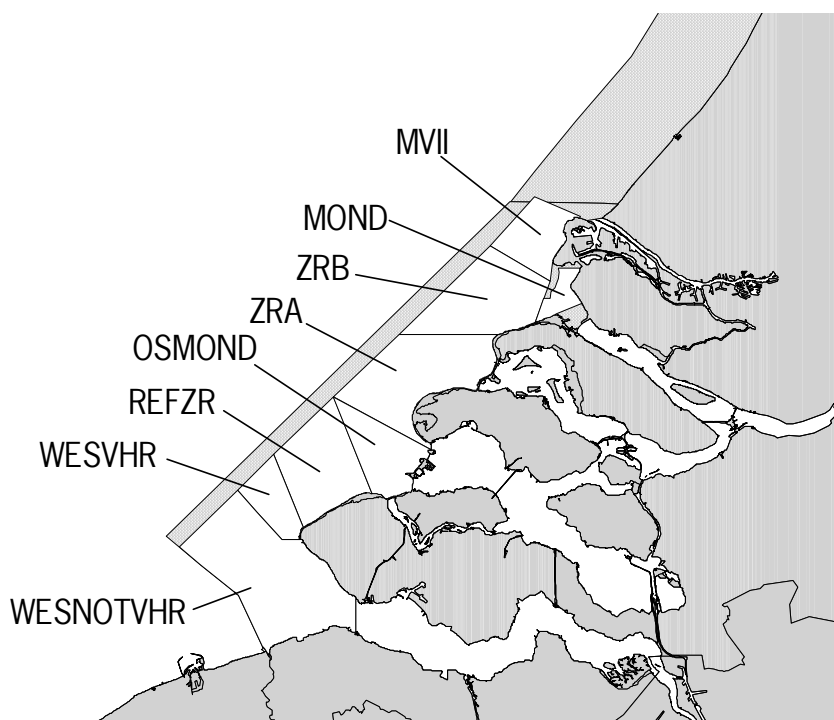 MVII
MOND
ZRB
ZRA
OSMOND
REFZR
WESVHR
WESNOTVHR